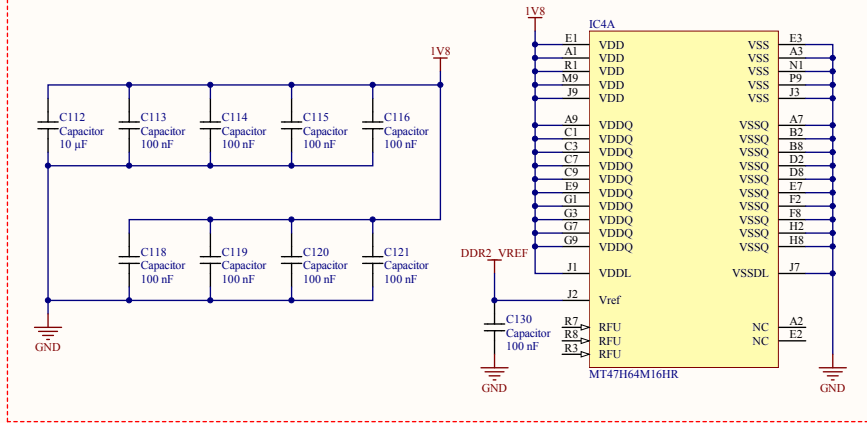 1V8
C112
Capacitor
10 µF
C113
Capacitor
100 nF
C114
Capacitor
100 nF
C115
Capacitor
100 nF
C116
Capacitor
100 nF
C118
Capacitor
100 nF
C119
Capacitor
100 nF
C120
Capacitor
100 nF
C121
Capacitor
100 nF
GND
1V8
IC4A
E1 VDD VSS E3
A1 VDD VSS A3
R1 VDD VSS N1
M9 VDD VSS P9
J9 VDD VSS J3
A9 VDDQ VSSQ A7
C1 VDDQ VSSQ B2
C3 VDDQ VSSQ B8
C7 VDDQ VSSQ D2
C9 VDDQ VSSQ D8
E9 VDDQ VSSQ E7
G1 VDDQ VSSQ F2
G3 VDDQ VSSQ F8
G7 VDDQ VSSQ H2
G9 VDDQ VSSQ H8
DDR2_VREF
J1 VDDL VSSDL J7
J2 Vref
C130
Capacitor
100 nF
R7 RFU NC A2
R8 RFU NC E2
R3 RFU
MT47H64M16HR
GND
GND